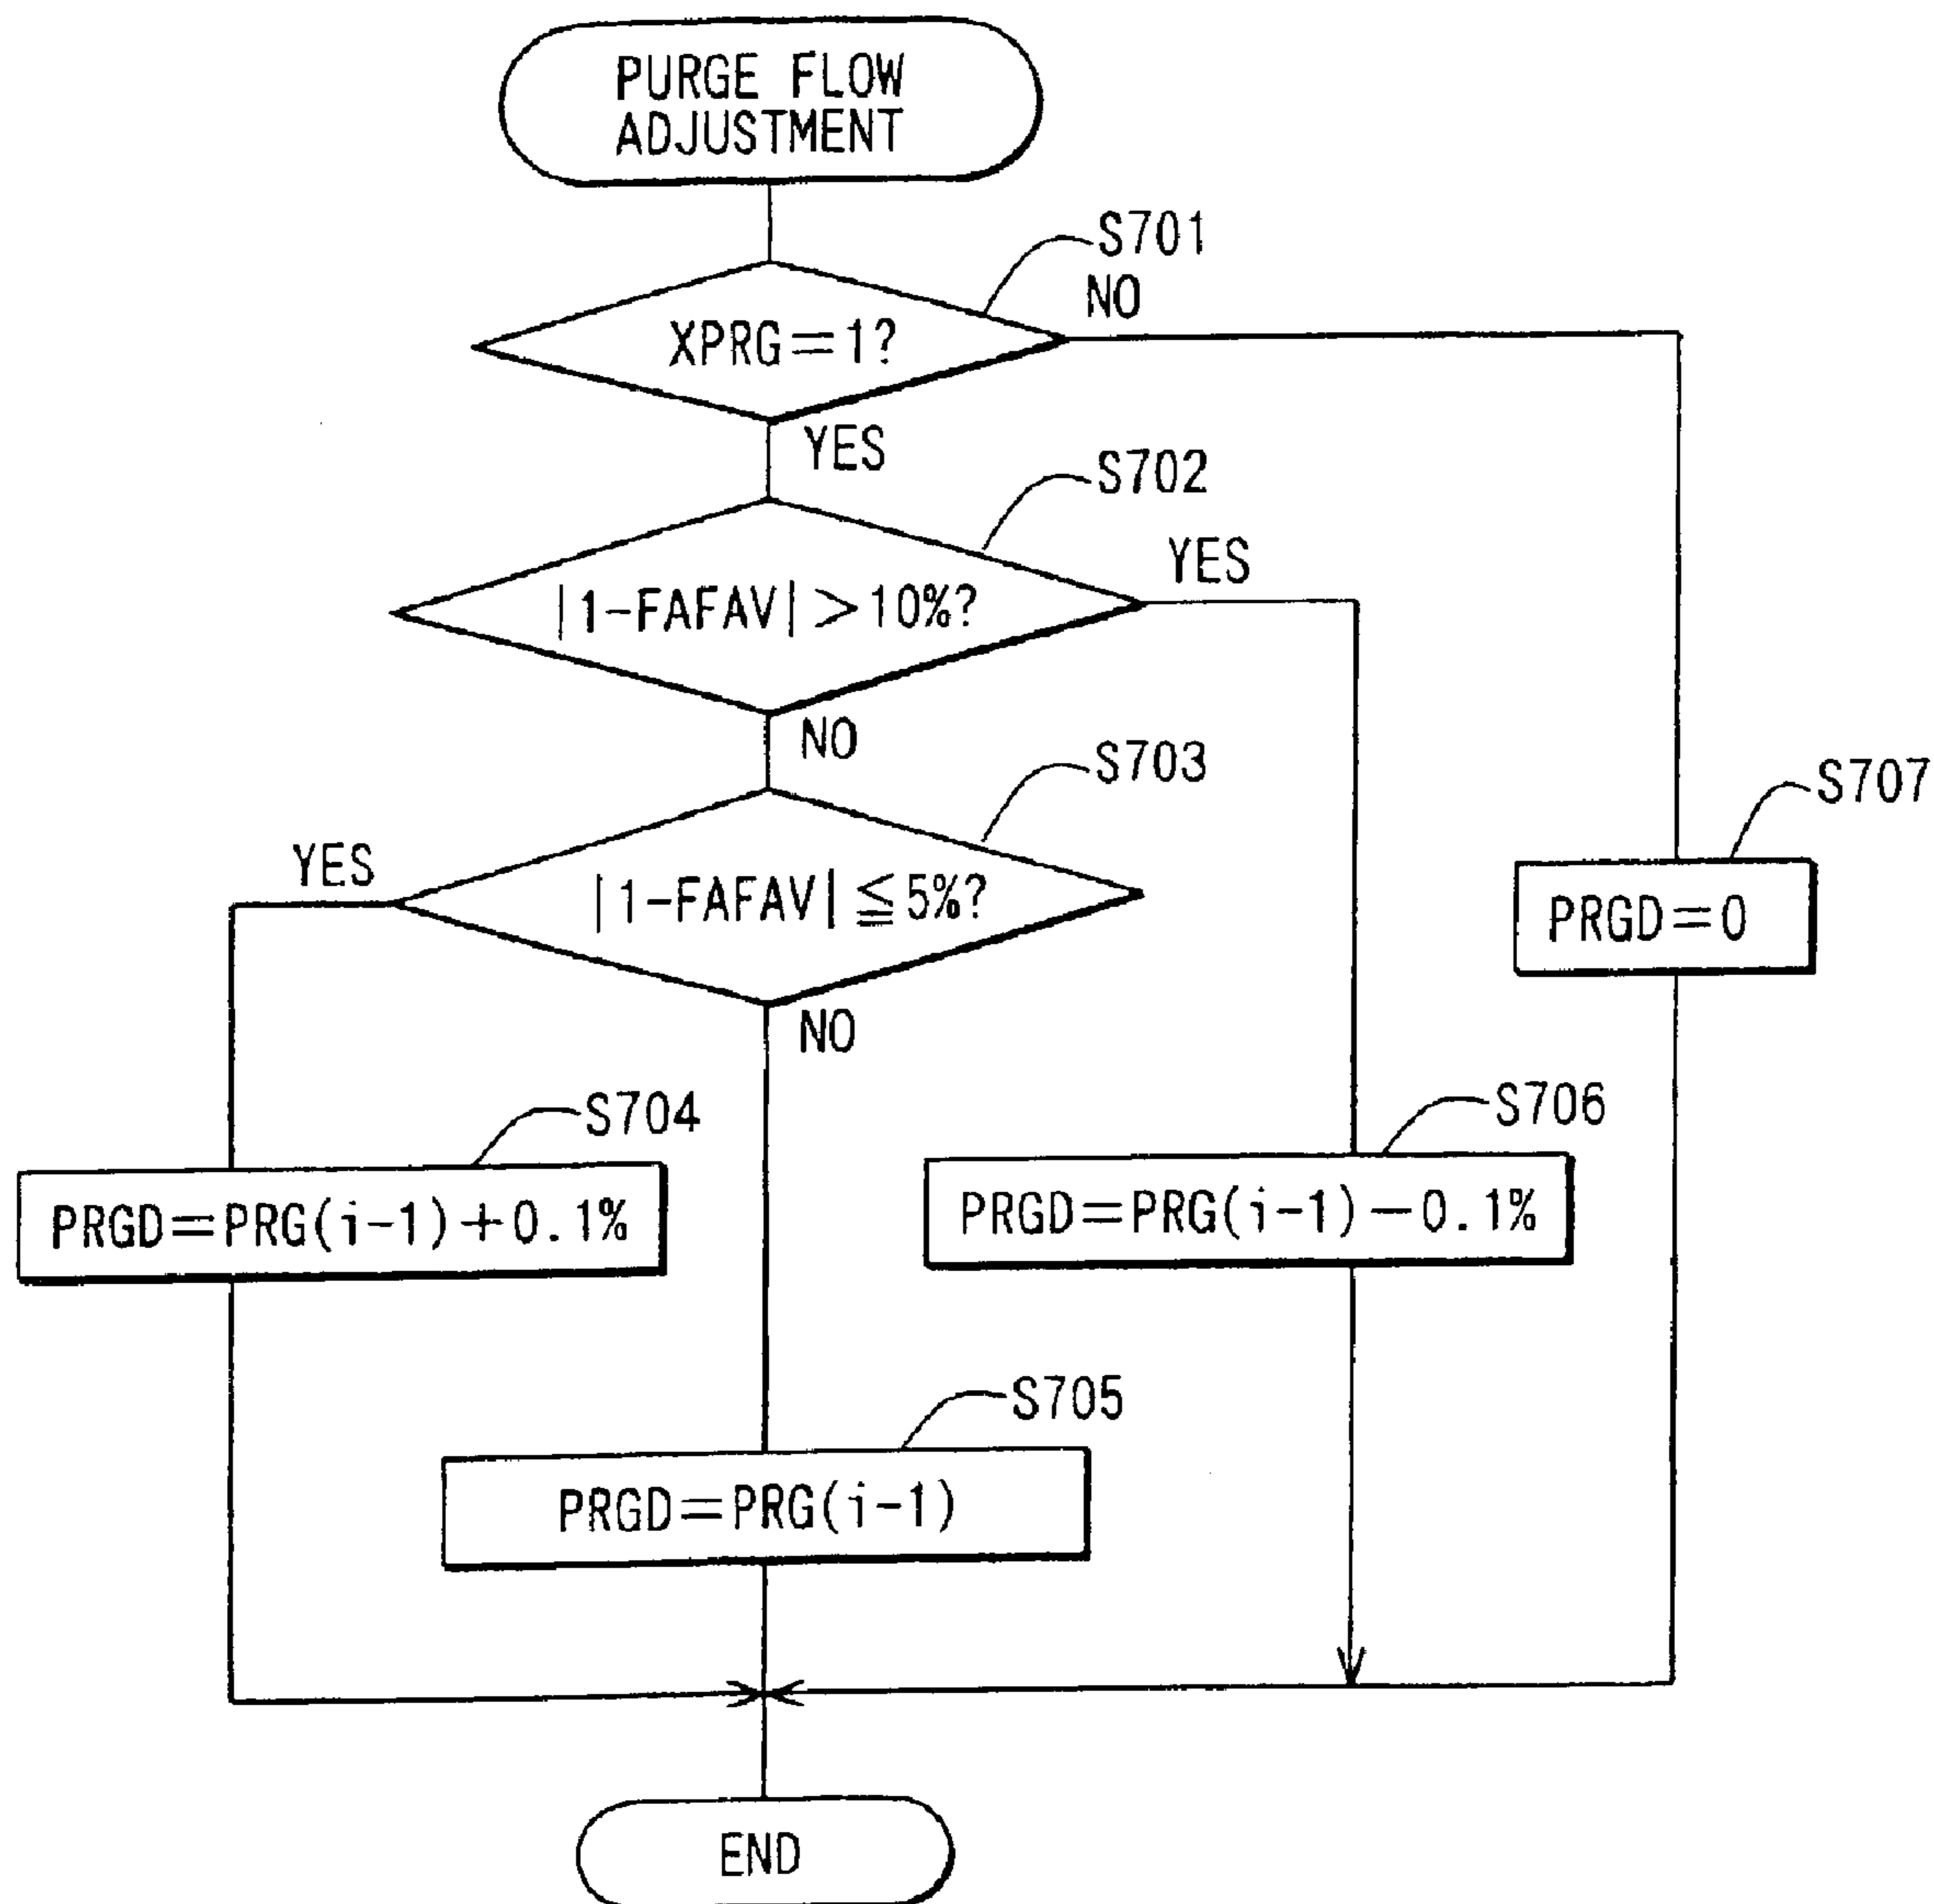 PURGE FLOW
ADJUSTMENT
S701
NO
XPRG=1?
YES
S702
YES
|1-FAFAV|>10%?
NO
S703
S707
YES
|1-FAFAV|≦5%?
PRGD=0
NO
S704
S706
PRGD=PRG(i-1)+0.1%
PRGD=PRG(i-1)-0.1%
S705
PRGD=PRG(i-1)
END